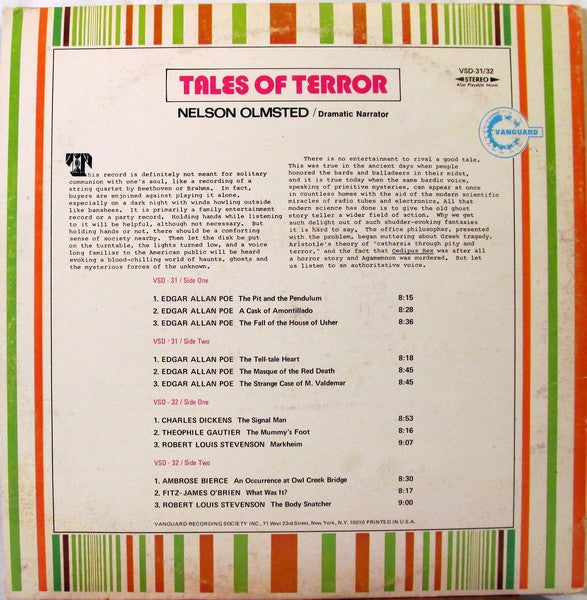 TALES OF TERROR
NELSON OLMSTED / Dramatic Narrator
VSD-31/32
STEREO
Also Playable Mono
VANGUARD
This record is definitely not meant for solitary
communion with one's soul, like a recording of a
string quartet by Beethoven or Brahms. In fact,
buyers are enjoined against playing it alone,
especially on a dark night with winds howling outside
like banshees. It is primarily a family entertainment
record or a party record. Holding hands while listening
to it will be helpful, although not necessary. But
holding hands or not, there should be a comforting
sense of society nearby. Then let the disk be put
on the turntable, the lights turned low, and a voice
long familiar to the American public will be heard
evoking a blood-chilling world of haunts, ghosts and
the mysterious forces of the unknown.
There is no entertainment to rival a good tale.
This was true in the ancient days when people
honored the bards and balladeers in their midst,
and it is true today when the same bardic voice,
speaking of primitive mysteries, can appear at once
in countless homes with the aid of the modern scientific
miracles of radio tubes and electronics. All that
modern science has done is to give the old ghost
story teller a wider field of action. Why we get
such delight out of such shudder-evoking fantasies
it is hard to say. The office philosopher, presented
with the problem, began muttering about Greek tragedy,
Aristotle's theory of "catharsis through pity and
terror," and the fact that Oedipus Rex was after all
a horror story and Agamemnon was murdered. But let
us listen to an authoritative voice.
VSD - 31 / Side One
1. EDGAR ALLAN POE The Pit and the Pendulum 8:15
2. EDGAR ALLAN POE A Cask of Amontillado 8:28
3. EDGAR ALLAN POE The Fall of the House of Usher 8:36
VSD - 31 / Side Two
1. EDGAR ALLAN POE The Tell-tale Heart 8:18
2. EDGAR ALLAN POE The Masque of the Red Death 8:45
3. EDGAR ALLAN POE The Strange Case of M. Valdemar 8:45
VSD - 32 / Side One
1. CHARLES DICKENS The Signal Man 8:53
2. THEOPHILE GAUTIER The Mummy's Foot 8:16
3. ROBERT LOUIS STEVENSON Markheim 9:07
VSD - 32 / Side Two
1. AMBROSE BIERCE An Occurrence at Owl Creek Bridge 8:30
2. FITZ-JAMES O'BRIEN What Was It? 8:17
3. ROBERT LOUIS STEVENSON The Body Snatcher 9:00
VANGUARD RECORDING SOCIETY INC., 71 West 23rd Street, New York, N.Y. 10010 PRINTED IN U.S.A.